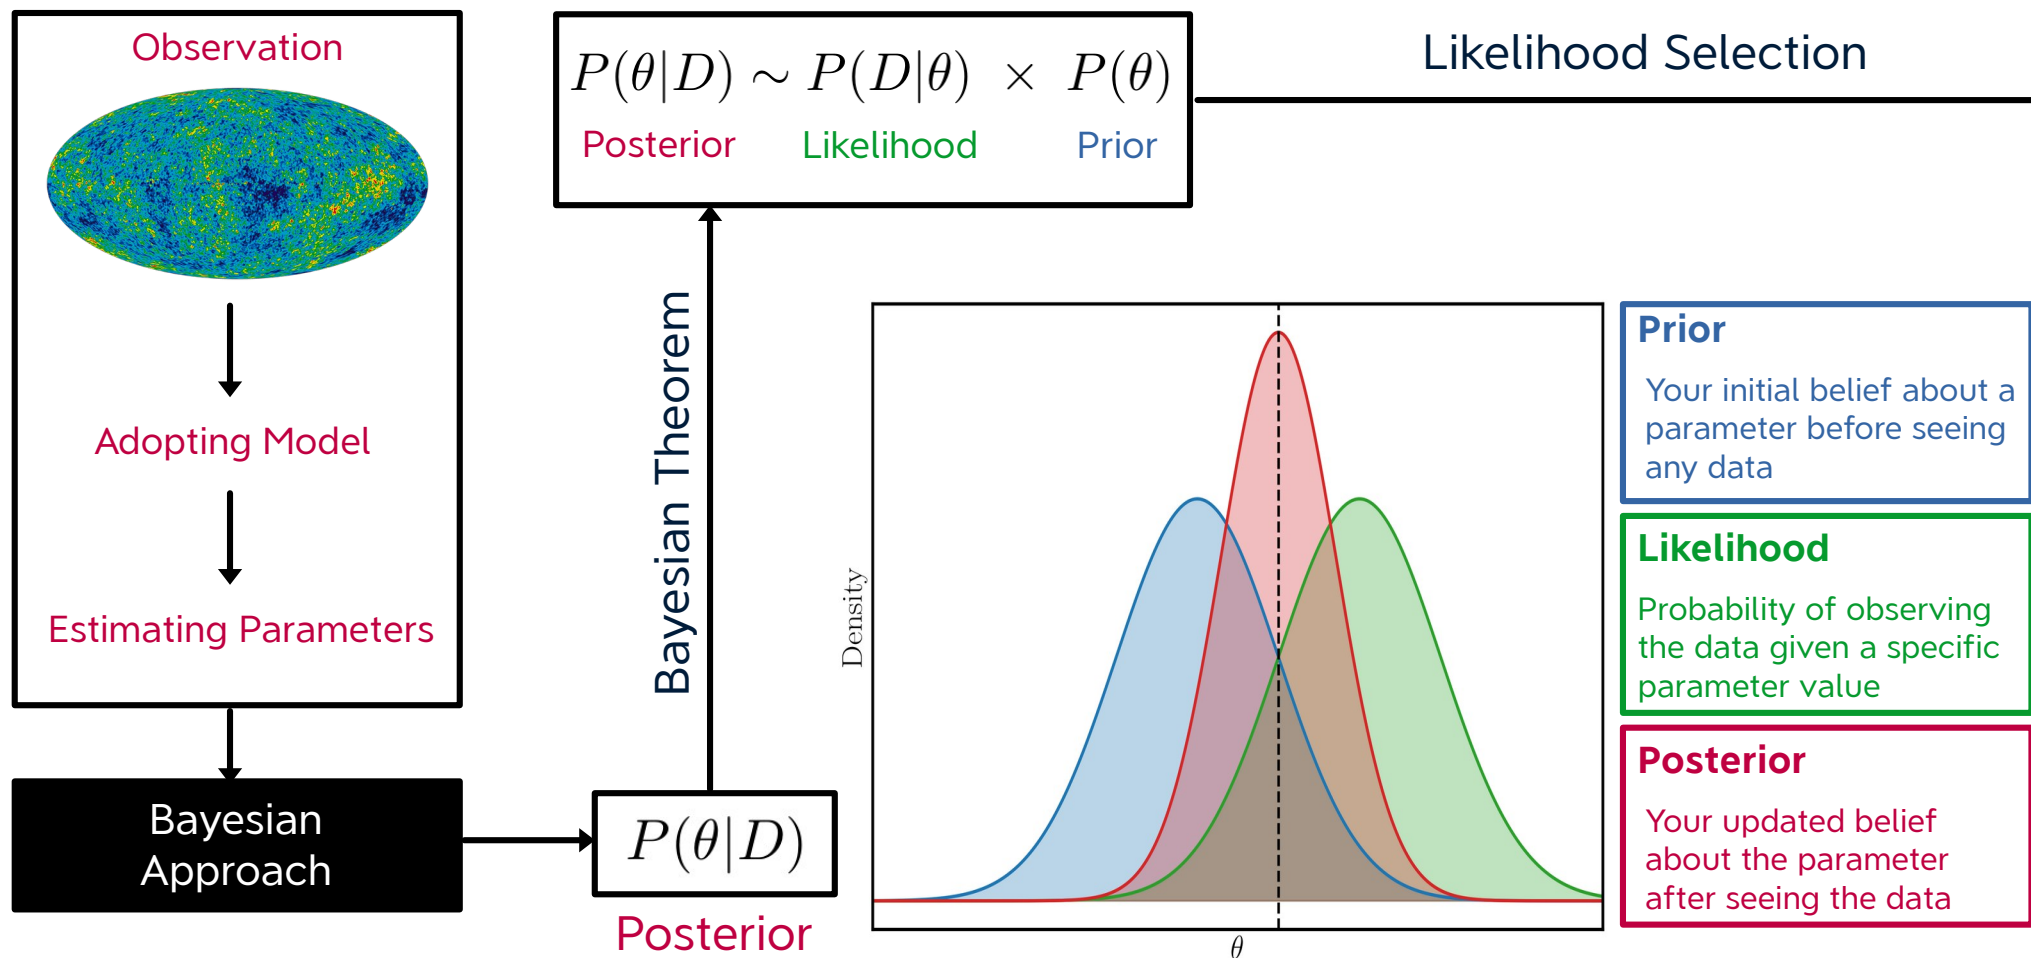 Observation
Adopting Model
Estimating Parameters
Bayesian
Approach
P(θ|D)
Posterior
Bayesian Theorem
P(θ|D) ∼ P(D|θ) × P(θ)
Posterior Likelihood Prior
Likelihood Selection
Density
θ
Prior
Your initial belief about a
parameter before seeing
any data
Likelihood
Probability of observing
the data given a specific
parameter value
Posterior
Your updated belief
about the parameter
after seeing the data